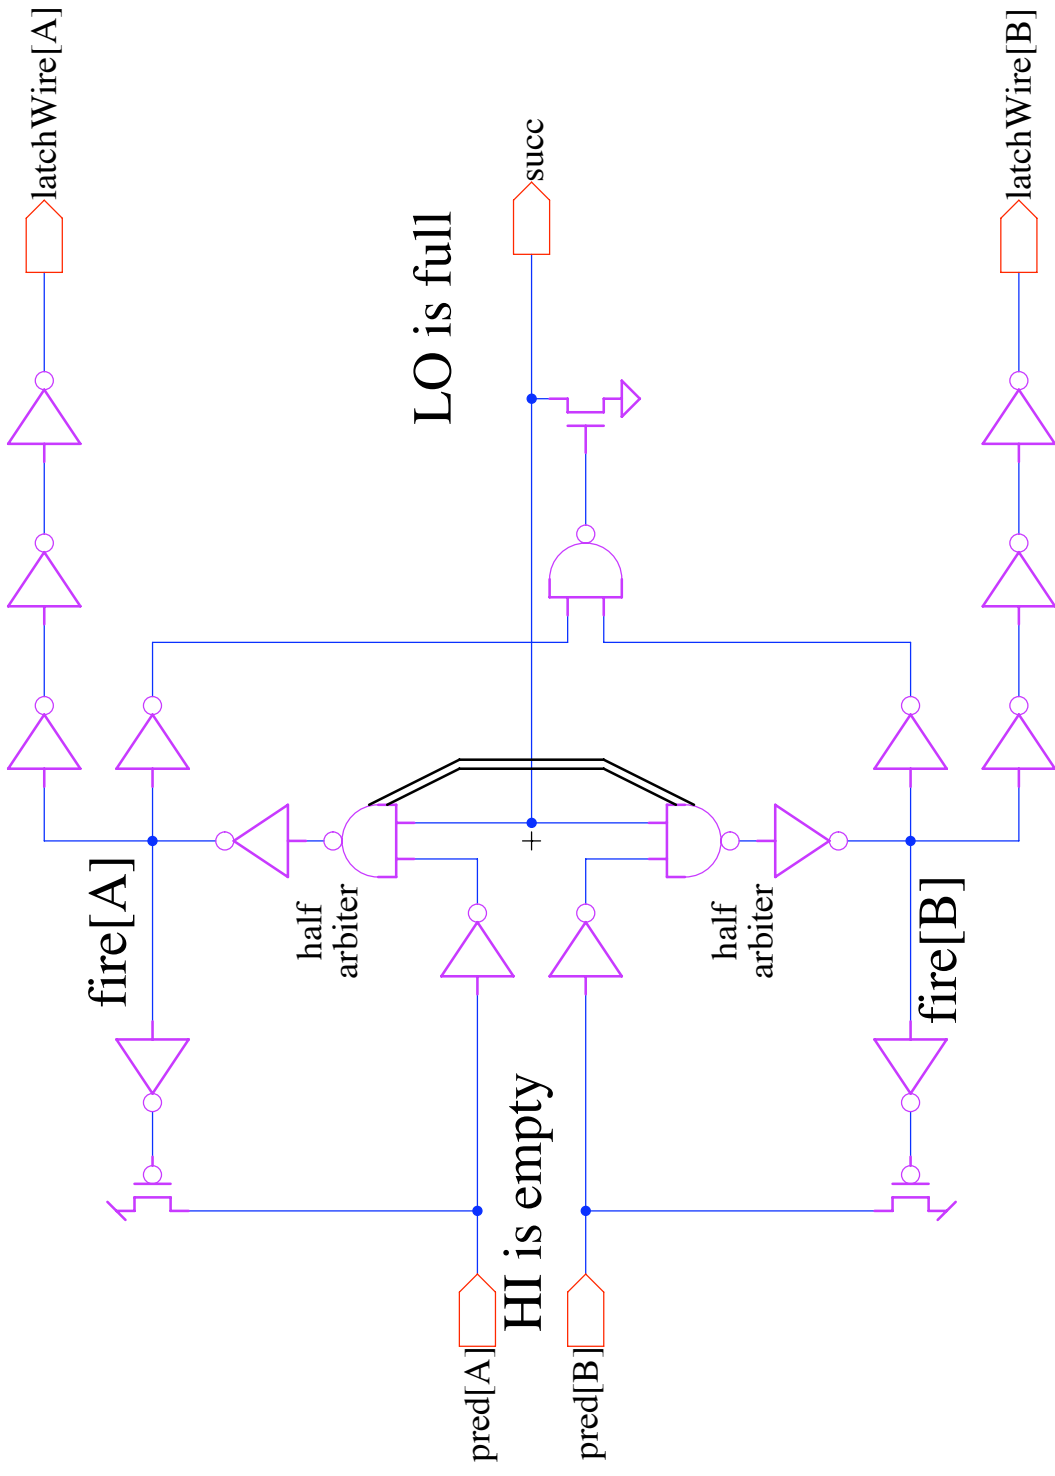 latchWire[A]
succ
latchWire[B]
LO is full
fire[A]
half
arbiter
half
arbiter
fire[B]
HI is empty
pred[A]
pred[B]